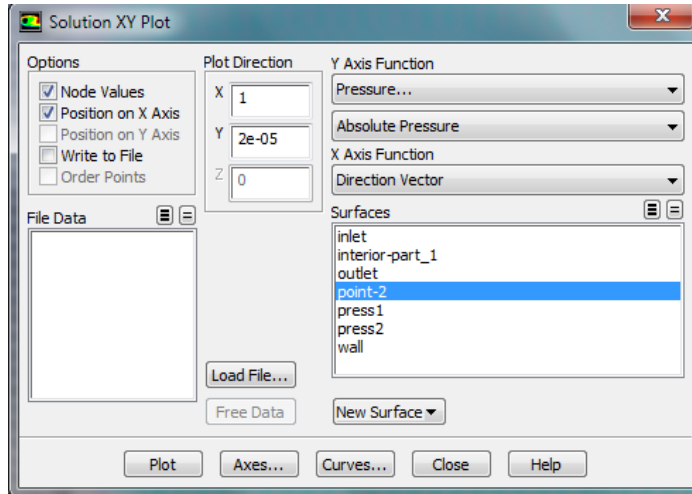 Solution XY Plot
x
Options
Node Values
Position on X Axis
Position on Y Axis
Write to File
Order Points
Plot Direction
X 1
Y 2e-05
Z 0
Y Axis Function
Pressure...
Absolute Pressure
X Axis Function
Direction Vector
File Data
Surfaces
inlet
interior-part_1
outlet
point-2
press1
press2
wall
Load File...
Free Data
New Surface
Plot
Axes...
Curves...
Close
Help